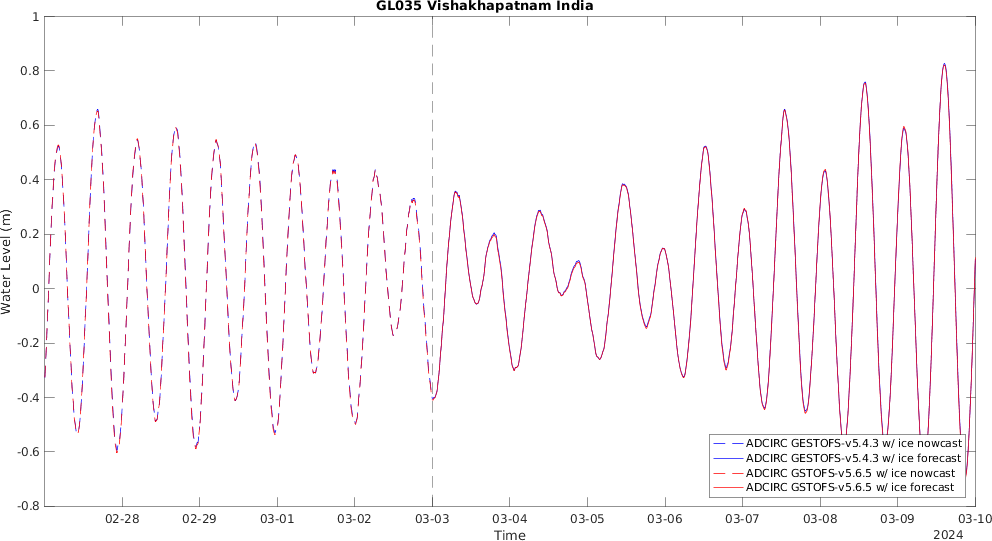 GL035 Vishakhapatnam India
1
0.8
0.6
0.4
0.2
0
-0.2
-0.4
-0.6
-0.8
Water Level (m)
ADCIRC GESTOFS-v5.4.3 w/ ice nowcast
ADCIRC GESTOFS-v5.4.3 w/ ice forecast
ADCIRC GSTOFS-v5.6.5 w/ ice nowcast
ADCIRC GSTOFS-v5.6.5 w/ ice forecast
02-28 02-29 03-01 03-02 03-03 03-04 03-05 03-06 03-07 03-08 03-09 03-10
Time 2024